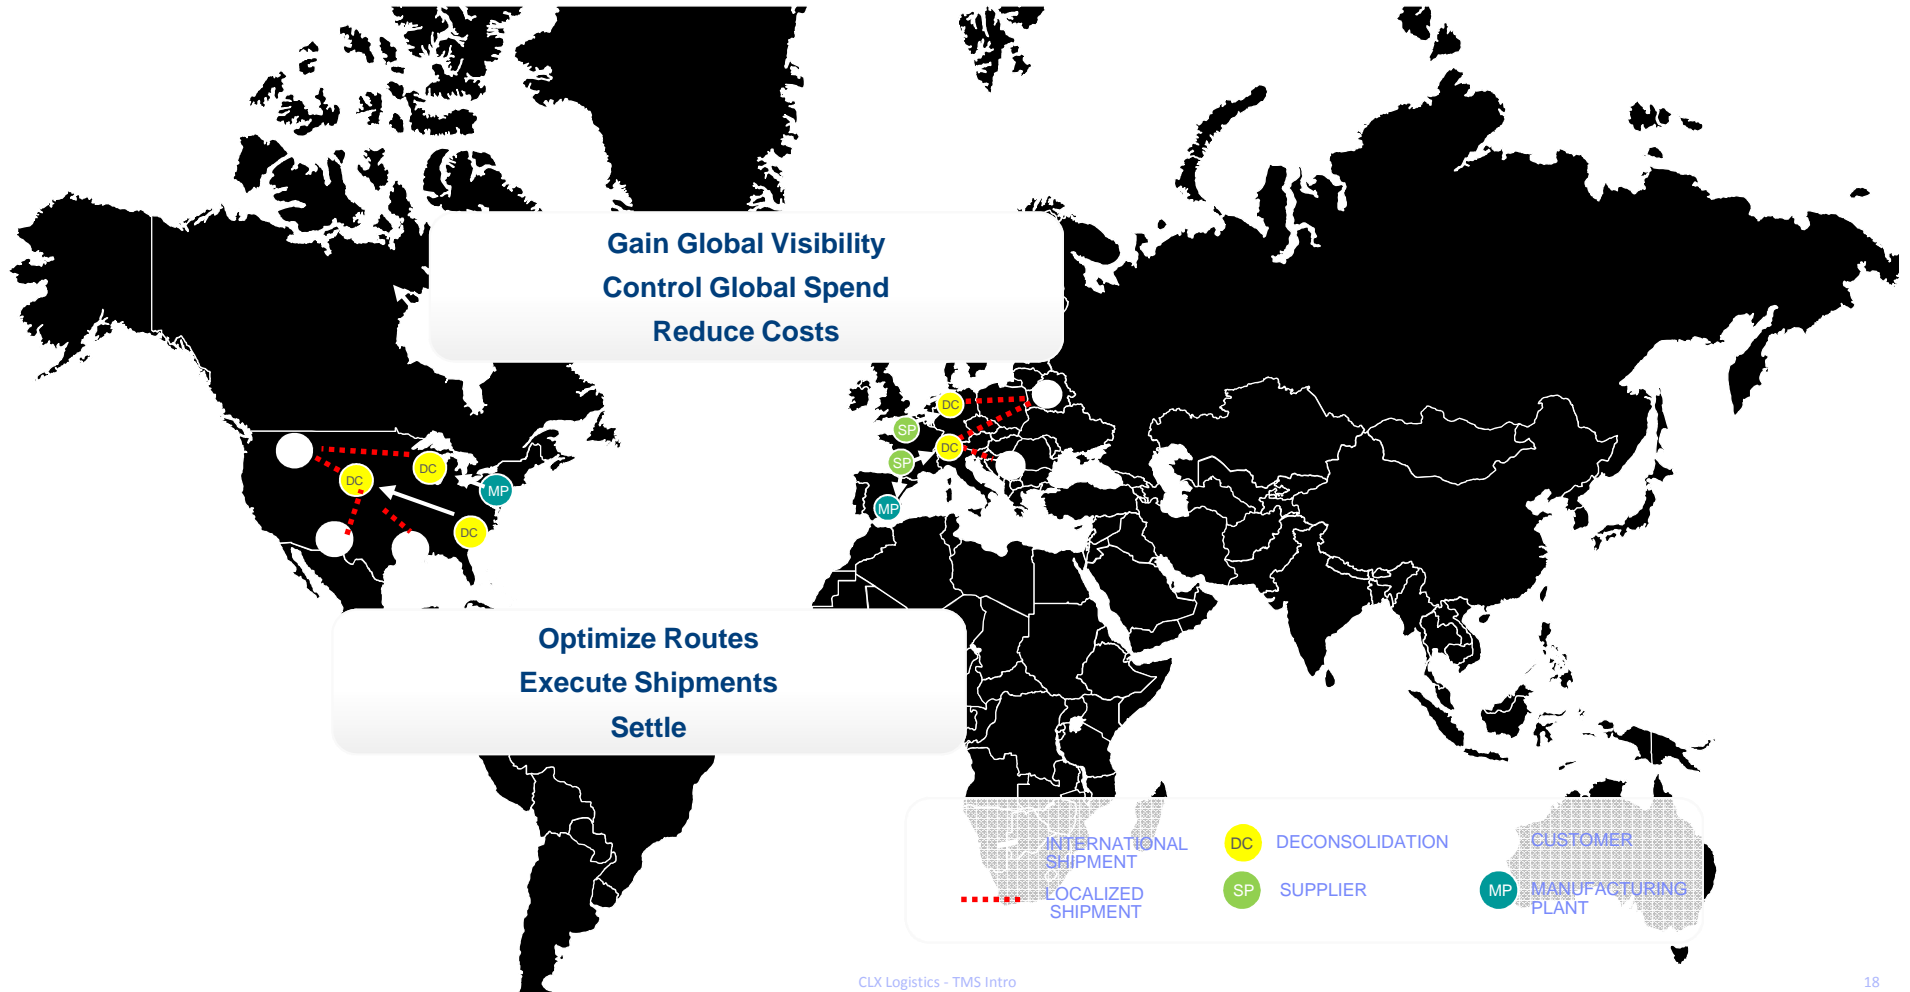 Gain Global Visibility
Control Global Spend
Reduce Costs
DC
SP
DC
SP
MP
DC
DC
MP
DC
Optimize Routes
Execute Shipments
Settle
INTERNATIONAL
SHIPMENT
DC DECONSOLIDATION
CUSTOMER
LOCALIZED
SHIPMENT
SP SUPPLIER
MP MANUFACTURING
PLANT
CLX Logistics - TMS Intro
18